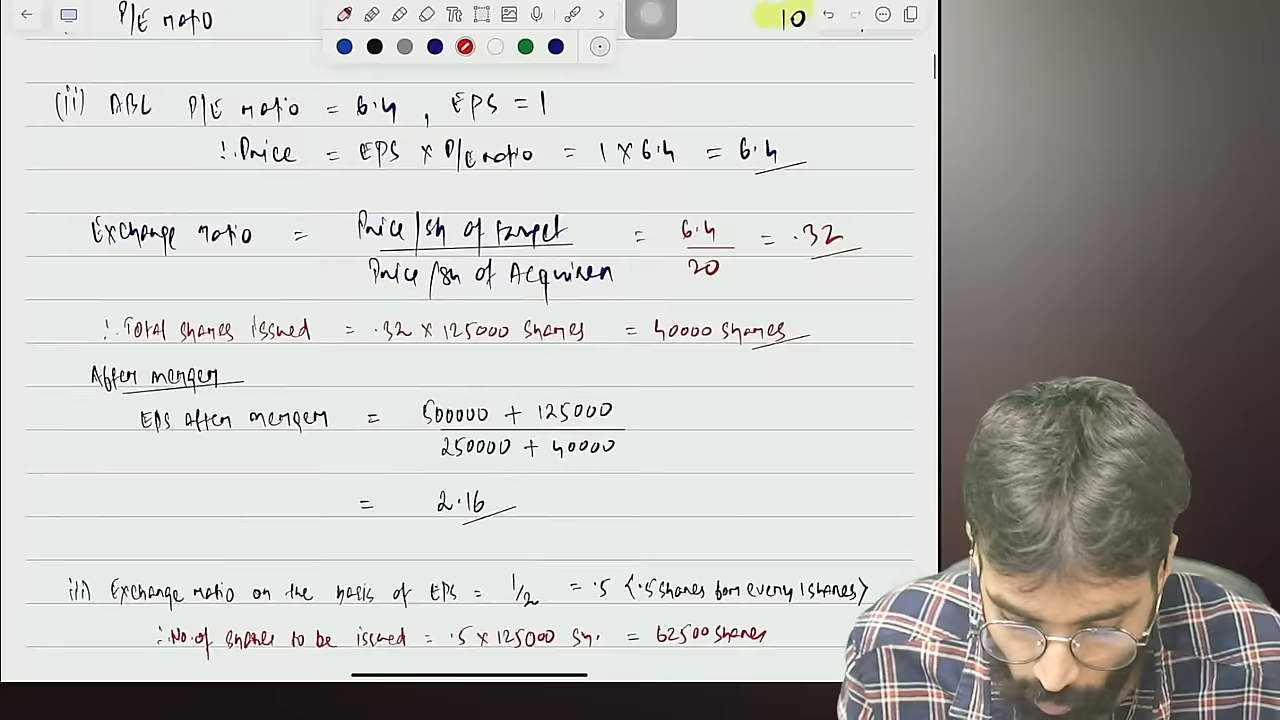 P/E ratio
10
(ii) ABL P/E ratio = 6.4 , EPS = 1
∴ Price = EPS × P/E ratio = 1 × 6.4 = 6.4
Exchange ratio = Price/sh of target / Price/sh of Acquirer = 6.4 / 20 = .32
∴ Total shares issued = .32 × 125000 shares = 40000 shares
After merger
EPS after merger = 500000 + 125000 / 250000 + 40000
= 2.16
iii) Exchange ratio on the basis of EPS = 1/2 = .5 (.5 shares for every 1 shares)
∴ No. of shares to be issued = .5 × 125000 sh. = 62500 shares